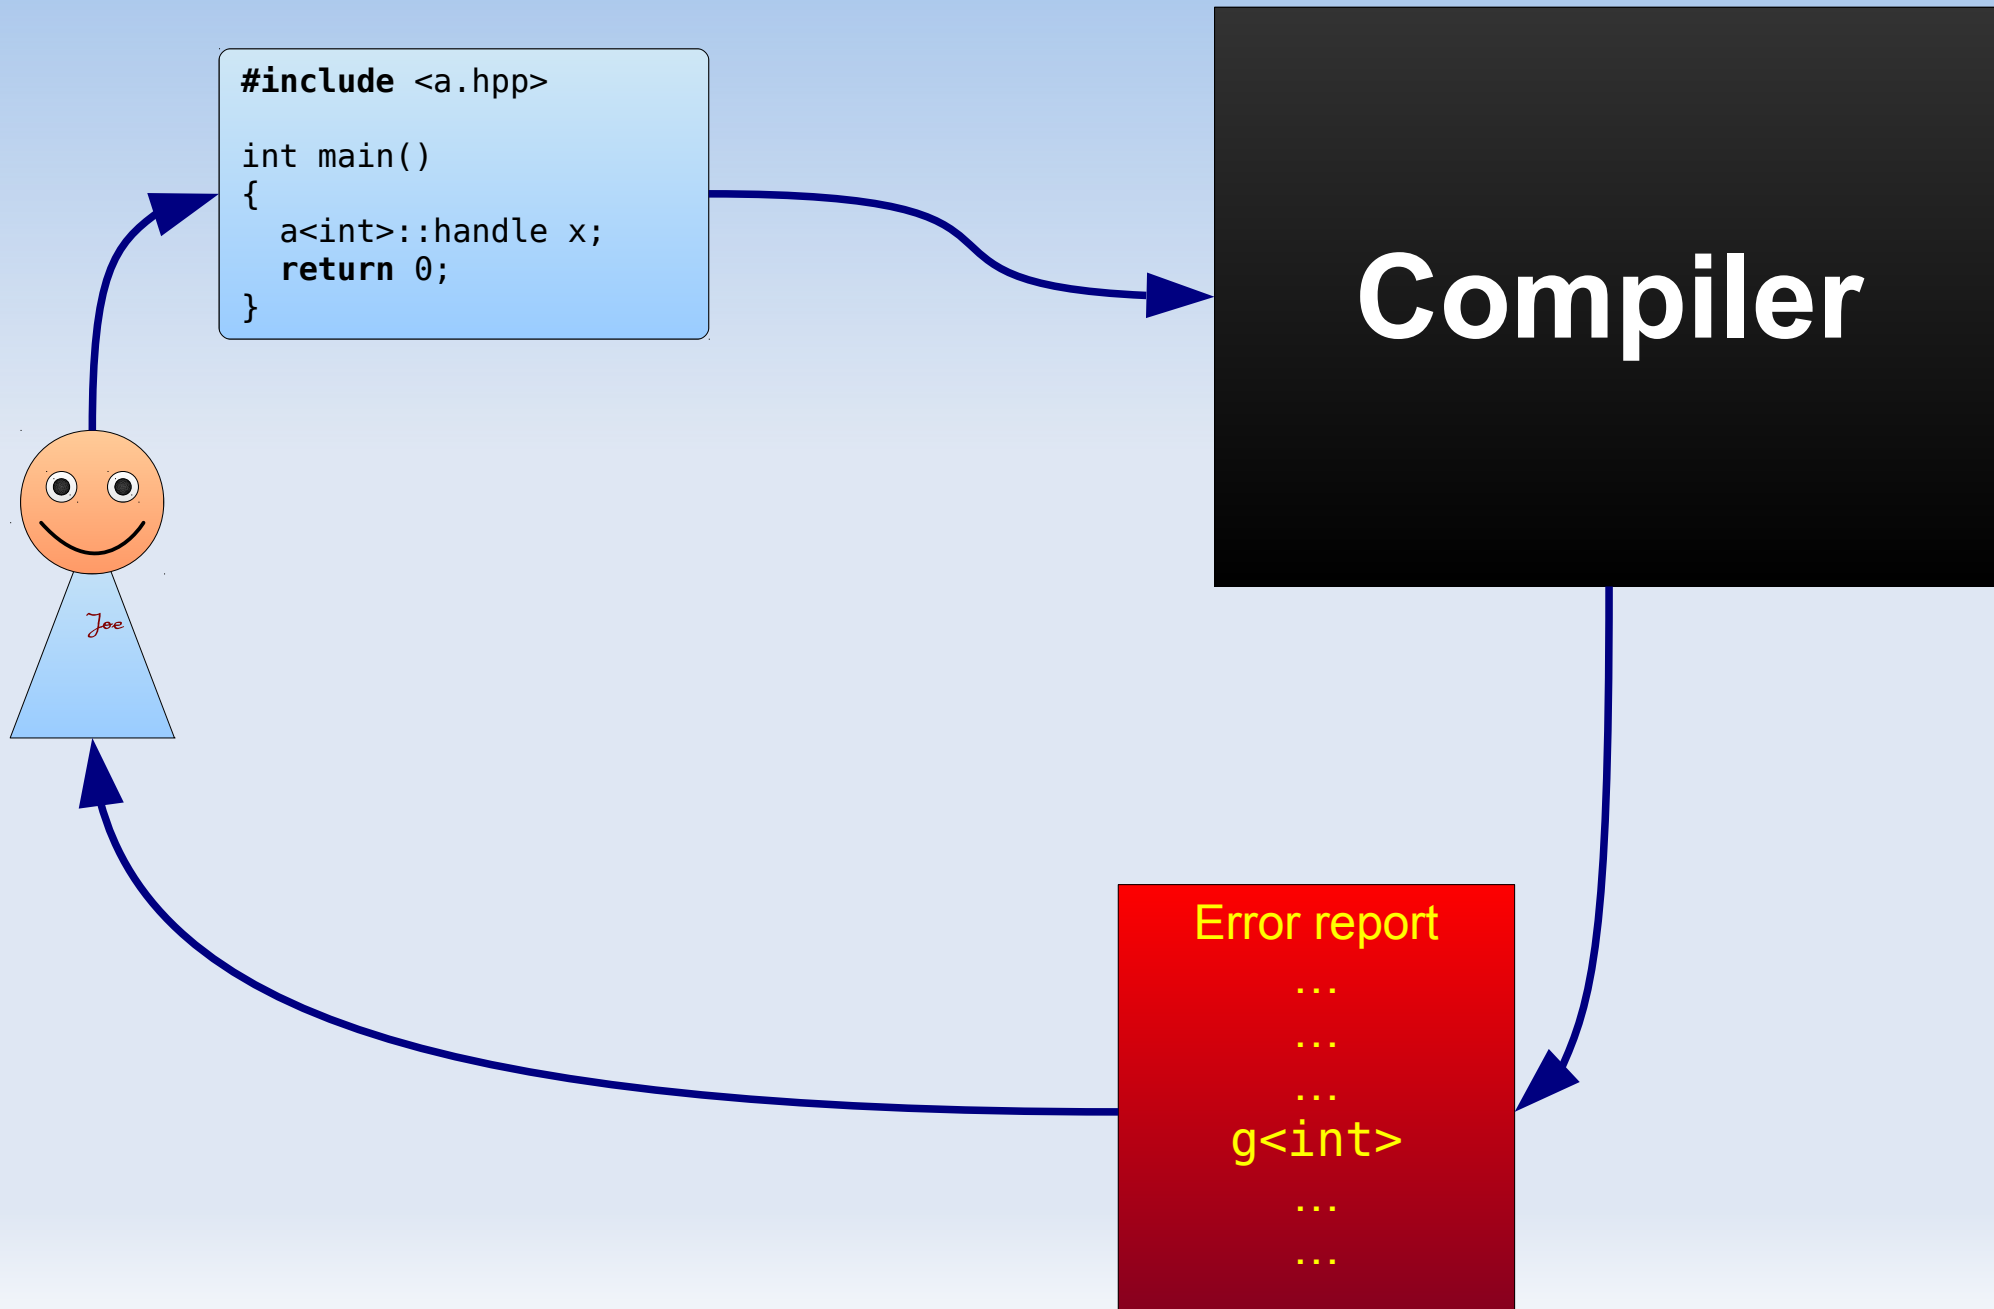 #include <a.hpp>
int main()
{
  a<int>::handle x;
  return 0;
}
Compiler
Joe
Error report
...
...
...
g<int>
...
...